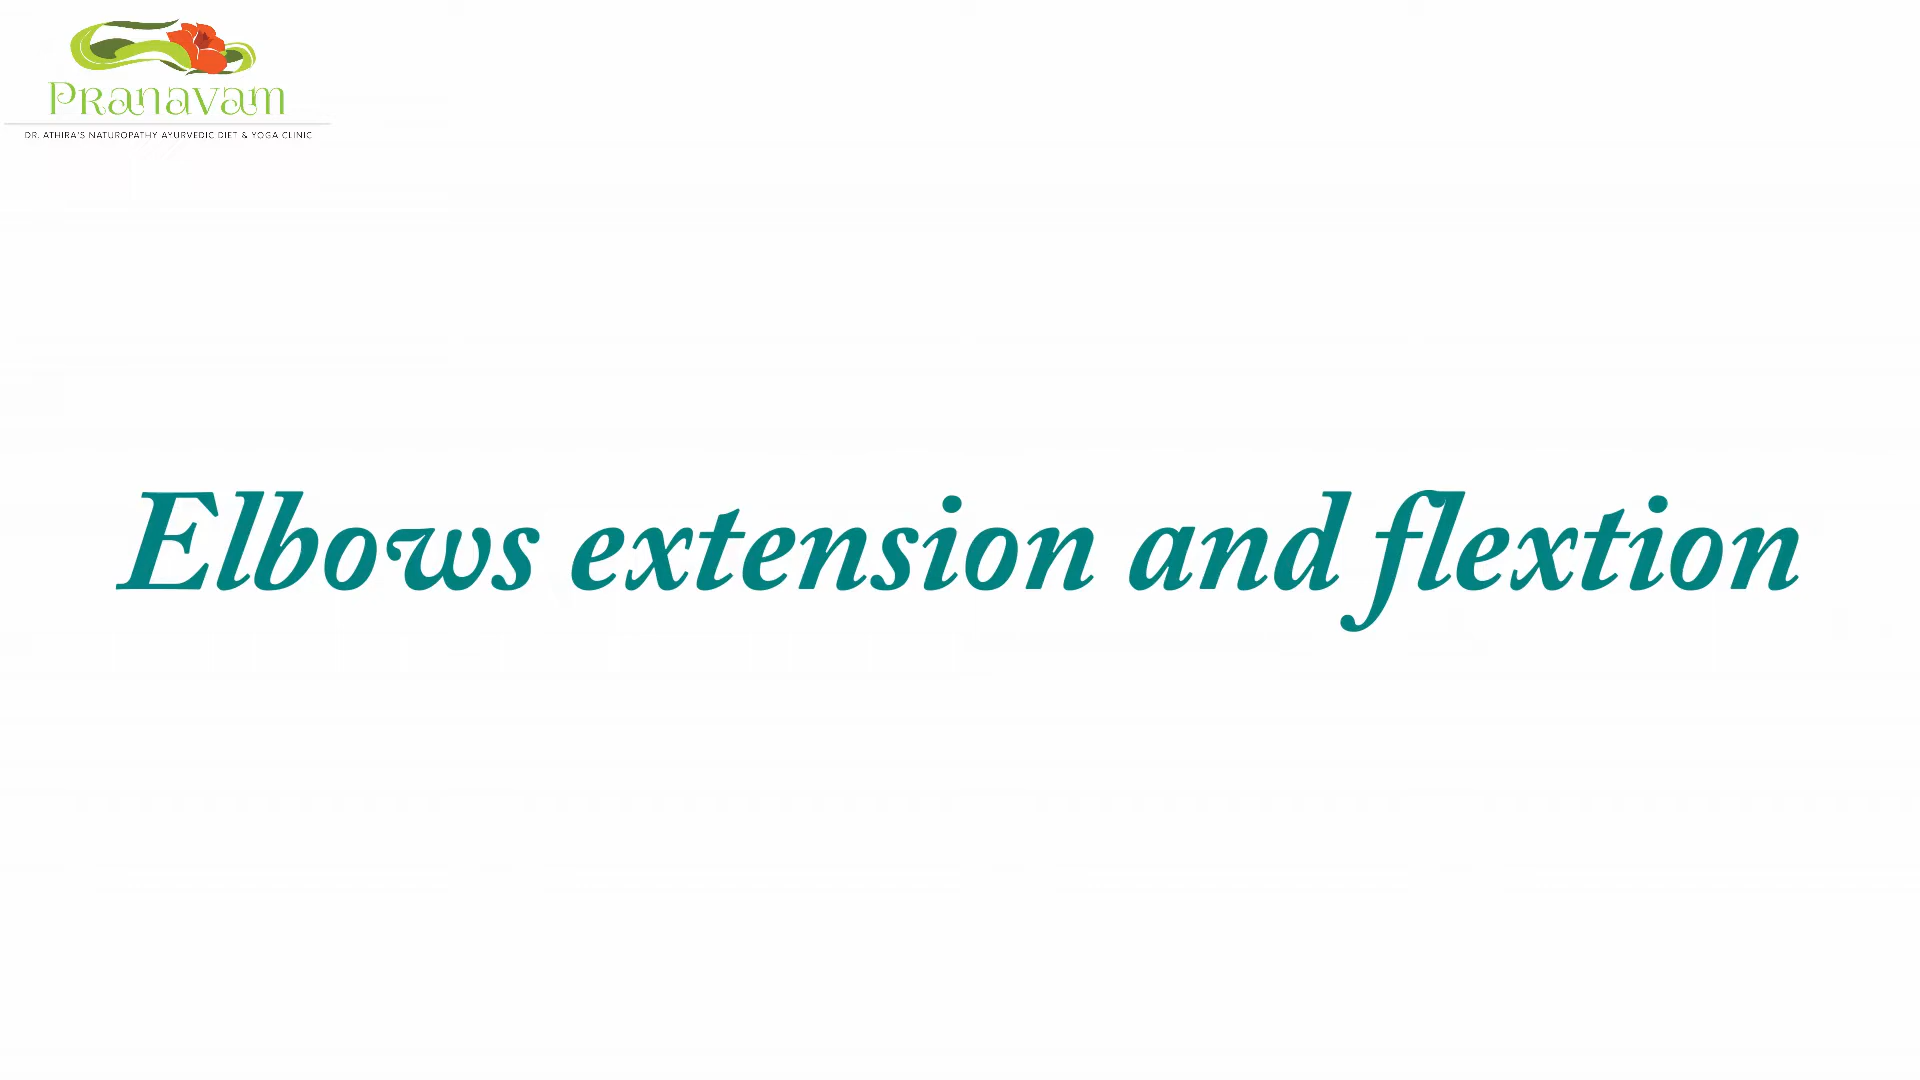 Pranavam
DR. ATHIRA'S NATUROPATHY AYURVEDIC DIET & YOGA CLINIC
Elbows extension and flextion